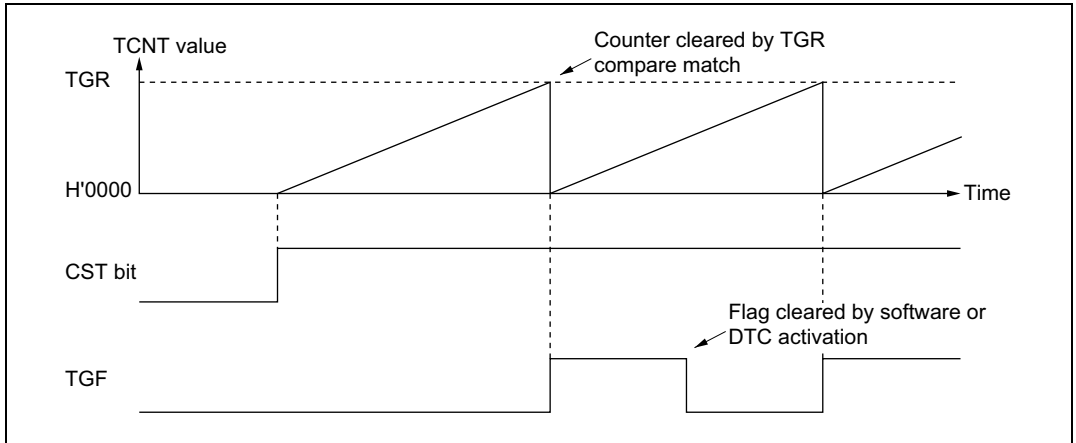 TCNT value
Counter cleared by TGR
compare match
TGR
H'0000
Time
CST bit
Flag cleared by software or
DTC activation
TGF